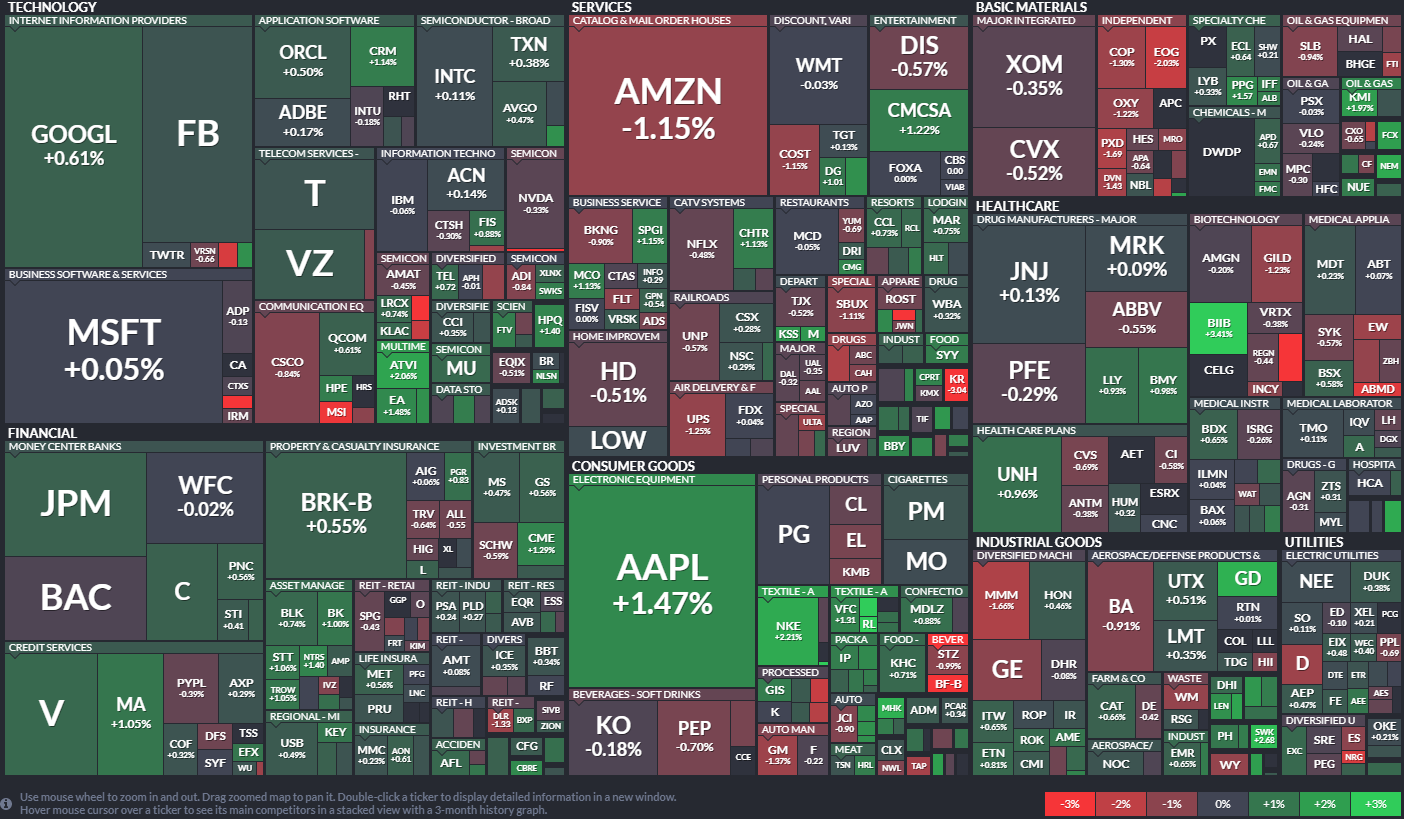 TECHNOLOGY
INTERNET INFORMATION PROVIDERS
GOOGL
+0.61%
FB
TWTR
VRSN
-0.66
APPLICATION SOFTWARE
ORCL
+0.50%
CRM
+1.14%
ADBE
+0.17%
INTU
-0.18%
RHT
SEMICONDUCTOR - BROAD
INTC
+0.11%
TXN
+0.38%
AVGO
+0.47%
TELECOM SERVICES -
T
VZ
INFORMATION TECHNO
IBM
-0.06%
ACN
+0.14%
CTSH
-0.30%
FIS
+0.88%
SEMICON
NVDA
-0.33%
BUSINESS SOFTWARE & SERVICES
MSFT
+0.05%
ADP
-0.13
CA
CTXS
IRM
COMMUNICATION EQ
CSCO
-0.84%
QCOM
+0.61%
HPE
HRS
MSI
SEMICON
AMAT
-0.45%
LRCX
+0.74%
KLAC
DIVERSIFIED
TEL
+0.72
APH
-0.01
SEMICON
ADI
-0.84
XLNX
SWKS
DIVERSIFIE
CCI
+0.35%
SCIEN
FTV
HPQ
+1.40
MULTIME
ATVI
+2.06%
EA
+1.48%
SEMICON
MU
EQIX
-0.51%
BR
NLSN
DATA STO
ADSK
+0.13
FINANCIAL
MONEY CENTER BANKS
JPM
WFC
-0.02%
BAC
C
PNC
+0.56%
STI
+0.41
CREDIT SERVICES
V
MA
+1.05%
PYPL
-0.39%
AXP
+0.29%
COF
+0.32%
DFS
TSS
SYF
EFX
WU
PROPERTY & CASUALTY INSURANCE
BRK-B
+0.55%
AIG
+0.06%
PGR
+0.83
TRV
-0.64%
ALL
-0.55
HIG
XL
L
INVESTMENT BR
MS
+0.47%
GS
+0.56%
SCHW
-0.59%
CME
+1.29%
ASSET MANAGE
BLK
+0.74%
BK
+1.00%
STT
+1.06%
NTRS
+1.40
AMP
TROW
+1.05%
IVZ
REGIONAL - MI
USB
+0.49%
KEY
REIT - RETAI
SPG
-0.43
GGP
O
FRT
KIM
LIFE INSURA
MET
+0.56%
PFG
PRU
LNC
INSURANCE
MMC
+0.23%
AON
+0.61
REIT - INDU
PSA
+0.24
PLD
+0.27
REIT - RES
EQR
ESS
AVB
REIT -
AMT
+0.08%
DIVERS
ICE
+0.35%
BBT
+0.34%
RF
REIT - H
REIT -
DLR
-1.23
BXP
SIVB
ZION
ACCIDEN
AFL
CFG
CBRE
SERVICES
CATALOG & MAIL ORDER HOUSES
AMZN
-1.15%
DISCOUNT, VARI
WMT
-0.03%
COST
-1.15%
TGT
+0.13%
DG
+1.01
ENTERTAINMENT
DIS
-0.57%
CMCSA
+1.22%
FOXA
0.00%
CBS
0.00
VIAB
BUSINESS SERVICE
BKNG
-0.90%
SPGI
+1.15%
MCO
+1.13%
CTAS
INFO
+0.29
FLT
GPN
+0.54
FISV
0.00%
VRSK
ADS
CATV SYSTEMS
NFLX
-0.48%
CHTR
+1.13%
RESTAURANTS
MCD
-0.05%
YUM
-0.69
DRI
CMG
RESORTS
CCL
+0.73%
RCL
LODGIN
MAR
+0.75%
HLT
HOME IMPROVEM
HD
-0.51%
LOW
RAILROADS
UNP
-0.57%
CSX
+0.28%
NSC
+0.29%
AIR DELIVERY & F
UPS
-1.25%
FDX
+0.04%
DEPART
TJX
-0.52%
KSS
M
SPECIAL
SBUX
-1.11%
APPARE
ROST
JWN
DRUG
WBA
+0.32%
MAJOR
DAL
-0.32
UAL
-0.35
AAL
DRUGS
ABC
CAH
INDUST
FOOD
SYY
CPRT
KMX
KR
-3.04
AUTO P
AZO
AAP
SPECIAL
ULTA
REGION
LUV
TIF
BBY
CONSUMER GOODS
ELECTRONIC EQUIPMENT
AAPL
+1.47%
BEVERAGES - SOFT DRINKS
KO
-0.18%
PEP
-0.70%
CCE
PERSONAL PRODUCTS
PG
CL
EL
KMB
CIGARETTES
PM
MO
TEXTILE - A
NKE
+2.21%
TEXTILE - A
VFC
+1.31
RL
CONFECTIO
MDLZ
+0.88%
PACKA
IP
FOOD -
KHC
+0.71%
BEVER
STZ
-0.99%
BF-B
PROCESSED
GIS
K
AUTO
JCI
-0.90
MHK
ADM
PCAR
+0.34
AUTO MAN
GM
-1.37%
F
-0.22
MEAT
TSN
HRL
CLX
NWL
TAP
BASIC MATERIALS
MAJOR INTEGRATED
XOM
-0.35%
CVX
-0.52%
INDEPENDENT
COP
-1.30%
EOG
-2.03%
OXY
-1.22%
APC
PXD
-1.69
HES
MRO
APA
-0.64
DVN
-1.43
NBL
SPECIALTY CHE
PX
ECL
+0.64
SHW
+0.21
LYB
+0.33%
PPG
+1.57
IFF
ALB
CHEMICALS - M
DWDP
APD
+0.67
EMN
FMC
OIL & GAS EQUIPMEN
SLB
-0.94%
HAL
BHGE
FTI
OIL & GA
PSX
-0.03%
VLO
-0.24%
MPC
-0.30
HFC
OIL & GAS
KMI
+1.97%
CXO
-0.65
FCX
CF
NEM
NUE
HEALTHCARE
DRUG MANUFACTURERS - MAJOR
JNJ
+0.13%
MRK
+0.09%
ABBV
-0.55%
PFE
-0.29%
LLY
+0.93%
BMY
+0.98%
BIOTECHNOLOGY
AMGN
-0.20%
GILD
-1.23%
BIIB
+3.41%
VRTX
-0.38%
CELG
REGN
-0.44
INCY
MEDICAL APPLIA
MDT
+0.23%
ABT
+0.07%
SYK
-0.57%
EW
BSX
+0.58%
ZBH
ABMD
HEALTH CARE PLANS
UNH
+0.96%
CVS
-0.69%
AET
CI
-0.58%
ANTM
-0.38%
HUM
+0.32
ESRX
CNC
MEDICAL INSTR
BDX
+0.65%
ISRG
-0.26%
ILMN
+0.04%
WAT
BAX
+0.06%
MEDICAL LABORATOR
TMO
+0.11%
IQV
LH
A
DGX
DRUGS - G
AGN
-0.31
ZTS
+0.31
MYL
HOSPITA
HCA
INDUSTRIAL GOODS
DIVERSIFIED MACHI
MMM
-1.66%
HON
+0.46%
GE
DHR
-0.08%
ITW
+0.65%
ROP
IR
ROK
AME
ETN
+0.81%
CMI
AEROSPACE/DEFENSE PRODUCTS &
BA
-0.91%
UTX
+0.51%
GD
RTN
+0.01%
LMT
+0.35%
COL
LLL
TDG
HII
FARM & CO
CAT
+0.66%
DE
-0.42
WASTE
WM
RSG
DHI
LEN
AEROSPACE/
NOC
INDUST
EMR
+0.65%
PH
SWK
+2.68
WY
UTILITIES
ELECTRIC UTILITIES
NEE
DUK
+0.38%
SO
+0.11%
ED
-0.10
XEL
+0.21
PCG
D
EIX
+0.48
WEC
+0.40
PPL
-0.69
DTE
ETR
AEP
+0.47%
FE
AEE
AES
DIVERSIFIED U
EXC
SRE
ES
PEG
NRG
OKE
+0.21%
Use mouse wheel to zoom in and out. Drag zoomed map to pan it. Double-click a ticker to display detailed information in a new window.
Hover mouse cursor over a ticker to see its main competitors in a stacked view with a 3-month history graph.
-3%
-2%
-1%
0%
+1%
+2%
+3%